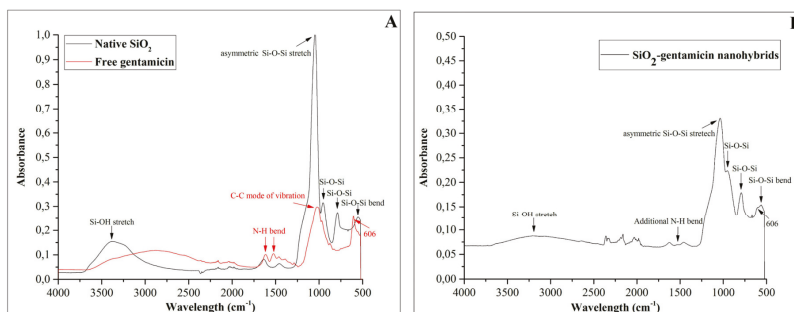 A
Native SiO2
Free gentamicin
asymmetric Si-O-Si stretch
Si-O-Si
Si-O-Si
Si-O-Si bend
C-C mode of vibration
606
Si-OH stretch
N-H bend
1,0
0,9
0,8
0,7
0,6
0,5
0,4
0,3
0,2
0,1
0,0
Absorbance
4000 3500 3000 2500 2000 1500 1000 500
Wavelength (cm-1)
SiO2-gentamicin nanohybrids
asymmetric Si-O-Si stretech
Si-O-Si
Si-O-Si
Si-O-Si bend
606
Si-OH stretch
Additional N-H bend
0,50
0,45
0,40
0,35
0,30
0,25
0,20
0,15
0,10
0,05
0,00
Absorbance
4000 3500 3000 2500 2000 1500 1000 500
Wavelength (cm-1)